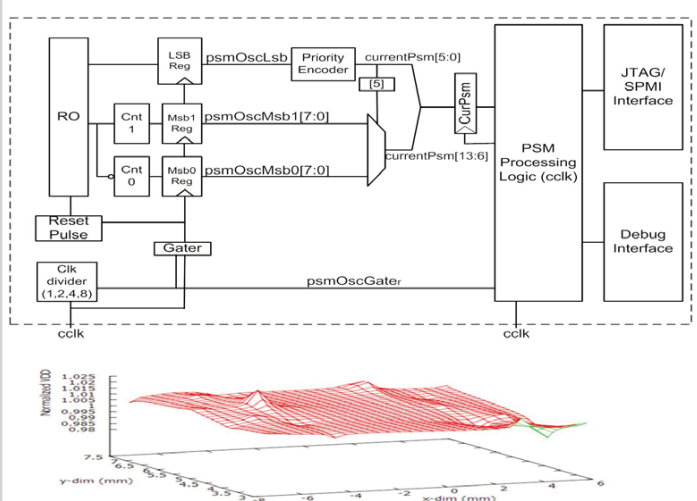 LSB
Reg
psmOscLsb
Priority
Encoder
currentPsm[5:0]
[5]
RO
Cnt
1
Msb1
Reg
psmOscMsb1[7:0]
CurPsm
Cnt
0
Msb0
Reg
psmOscMsb0[7:0]
currentPsm[13:6]
PSM
Processing
Logic (cclk)
JTAG/
SPMI
Interface
Reset
Pulse
Gater
Debug
Interface
Clk
divider
(1,2,4,8)
psmOscGater
cclk
cclk
Normalized VDD
1.025
1.02
1.015
1.01
1.005
1
0.995
0.99
0.985
0.98
7.5
6.5
5.5
4.5
3.5
y-dim (mm)
-8
-6
-4
-2
0
2
4
6
x-dim (mm)